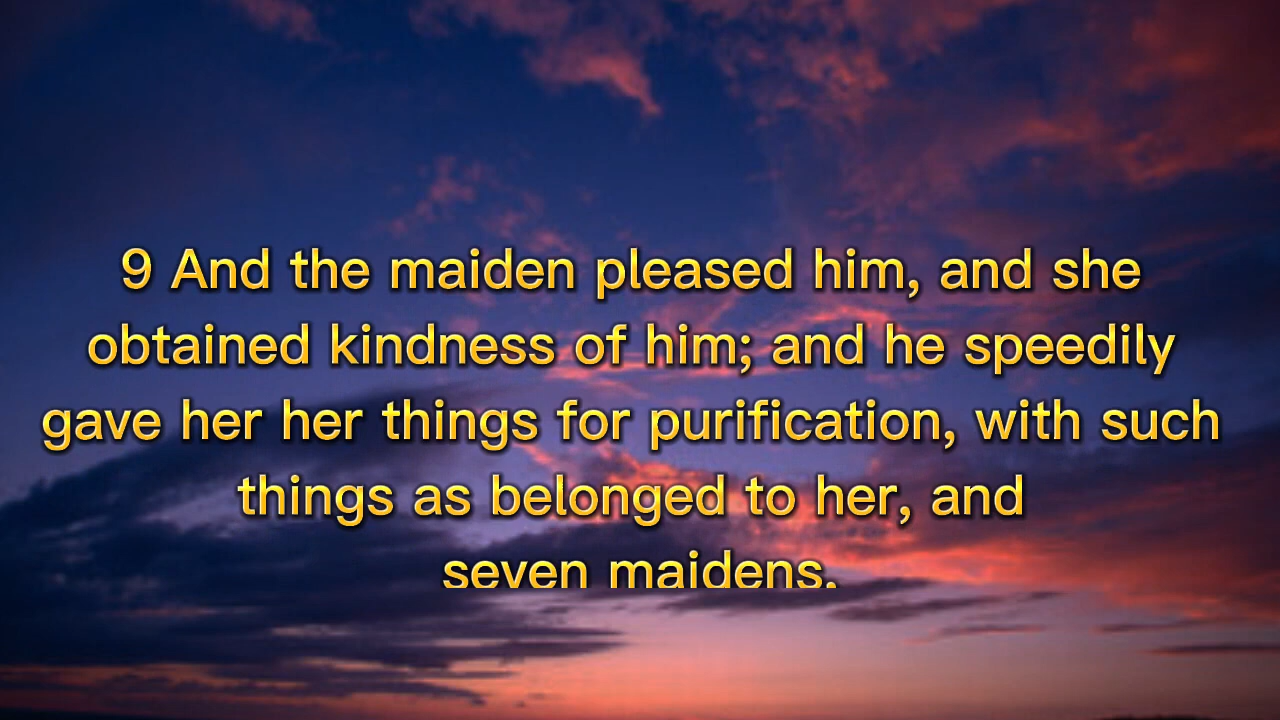 9 And the maiden pleased him, and she
obtained kindness of him; and he speedily
gave her her things for purification, with such
things as belonged to her, and
seven maidens,